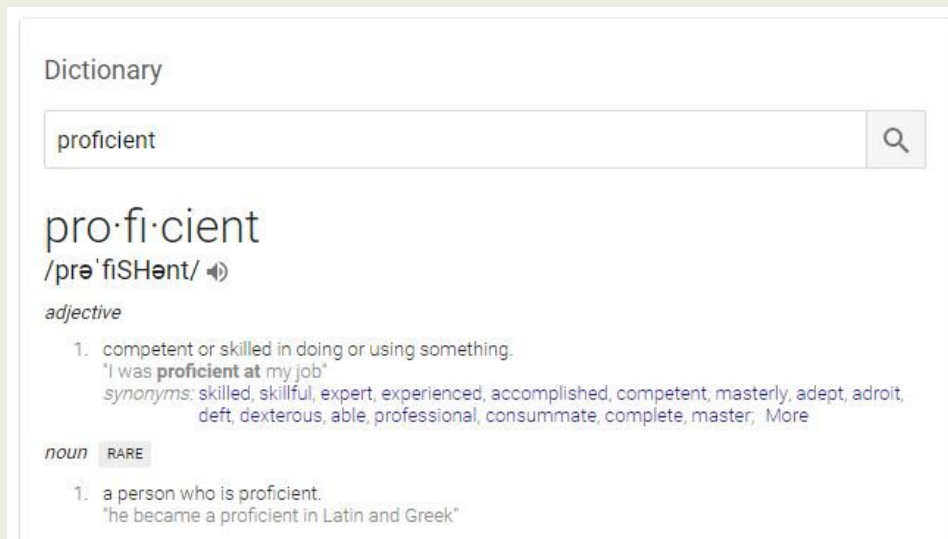 Dictionary
proficient
pro·fi·cient
/prəˈfiSHənt/
adjective
1. competent or skilled in doing or using something.
"I was proficient at my job"
synonyms: skilled, skillful, expert, experienced, accomplished, competent, masterly, adept, adroit,
deft, dexterous, able, professional, consummate, complete, master; More
noun RARE
1. a person who is proficient.
"he became a proficient in Latin and Greek"